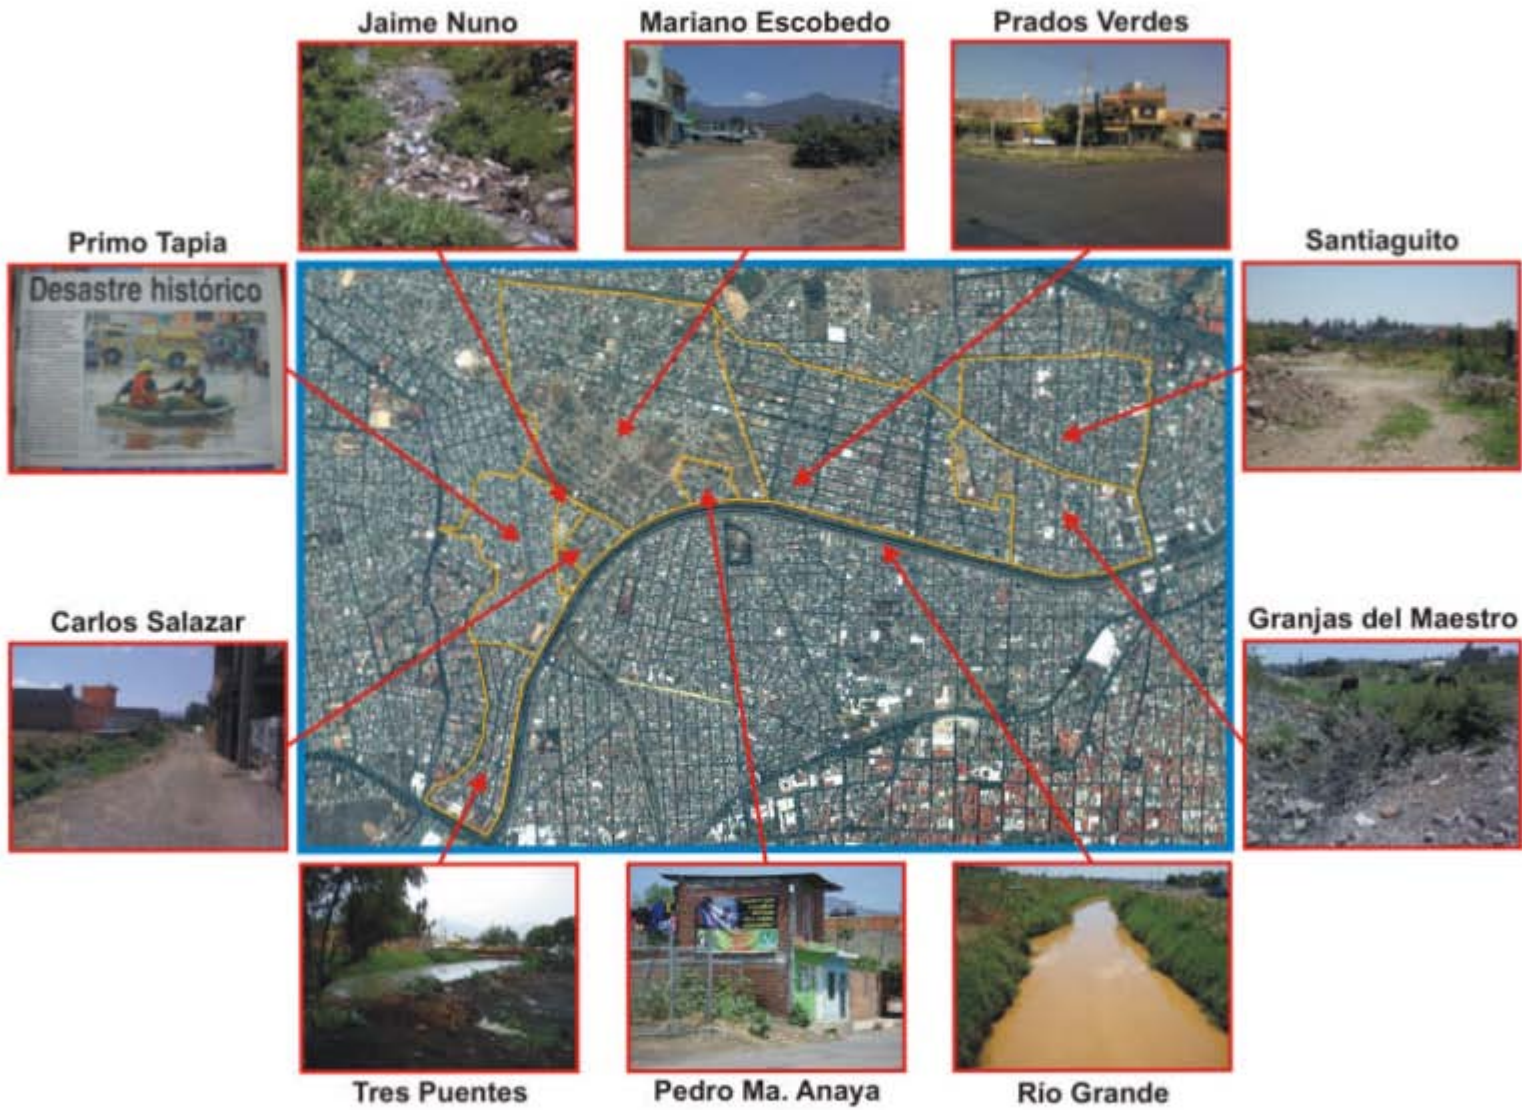 Jaime Nuno
Mariano Escobedo
Prados Verdes
Primo Tapia
Santiaguito
Desastre histórico
Carlos Salazar
Granjas del Maestro
Tres Puentes
Pedro Ma. Anaya
Río Grande